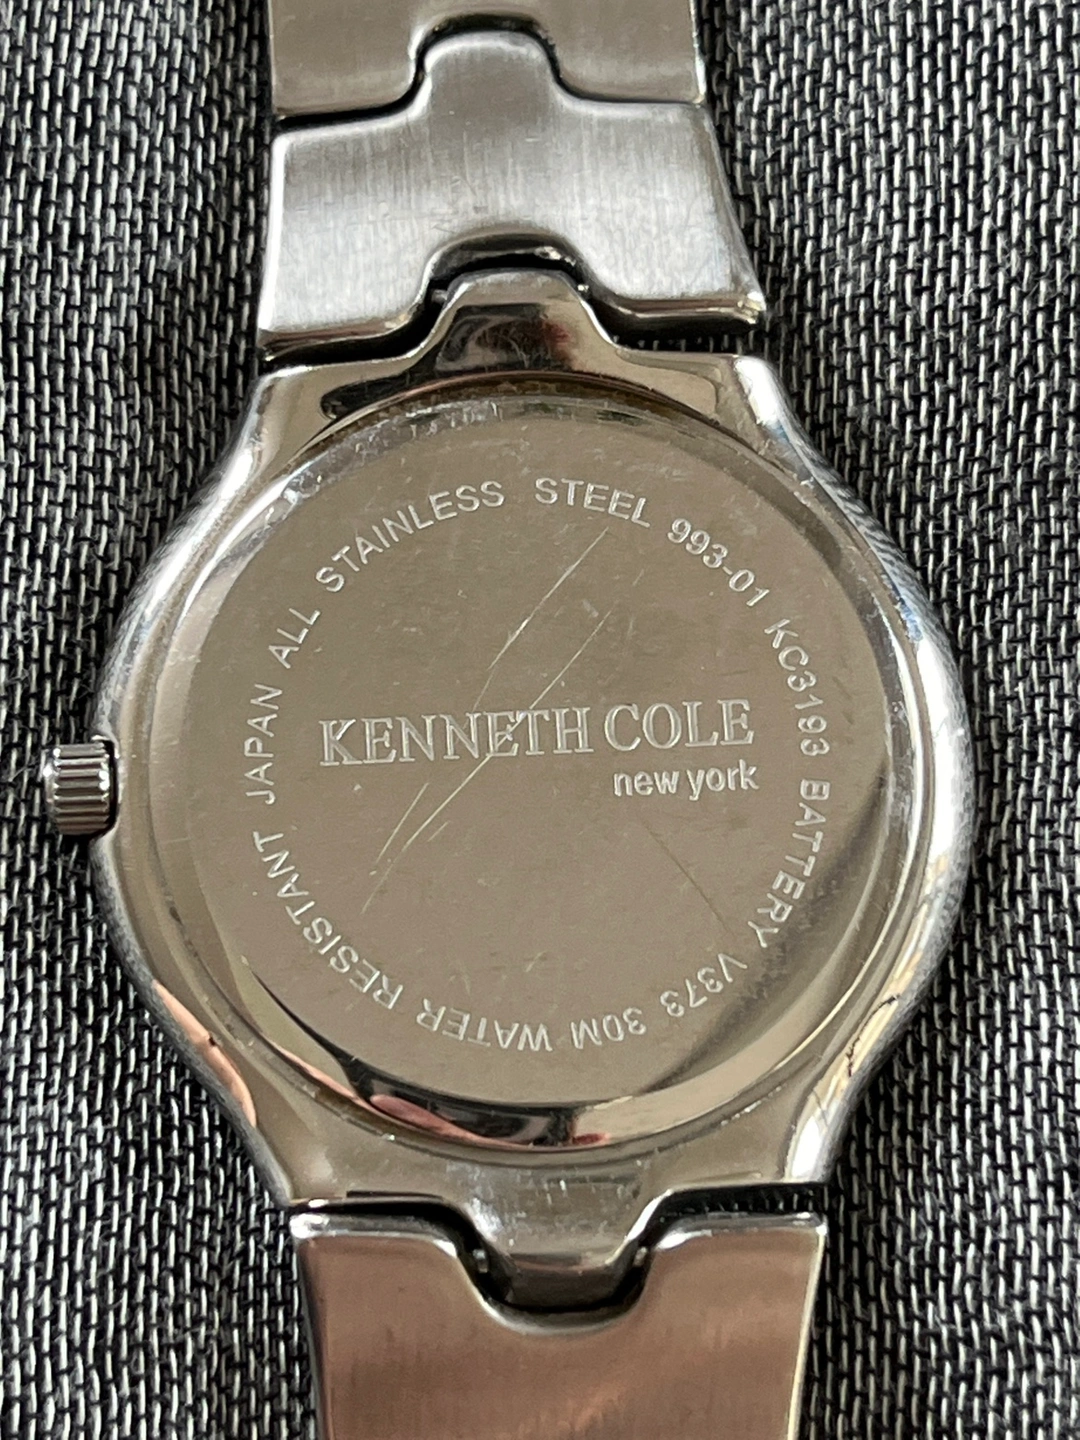 KENNETH COLE
new york
JAPAN ALL STAINLESS STEEL 993-01 KC3193 BATTERY V373 30M WATER RESISTANT